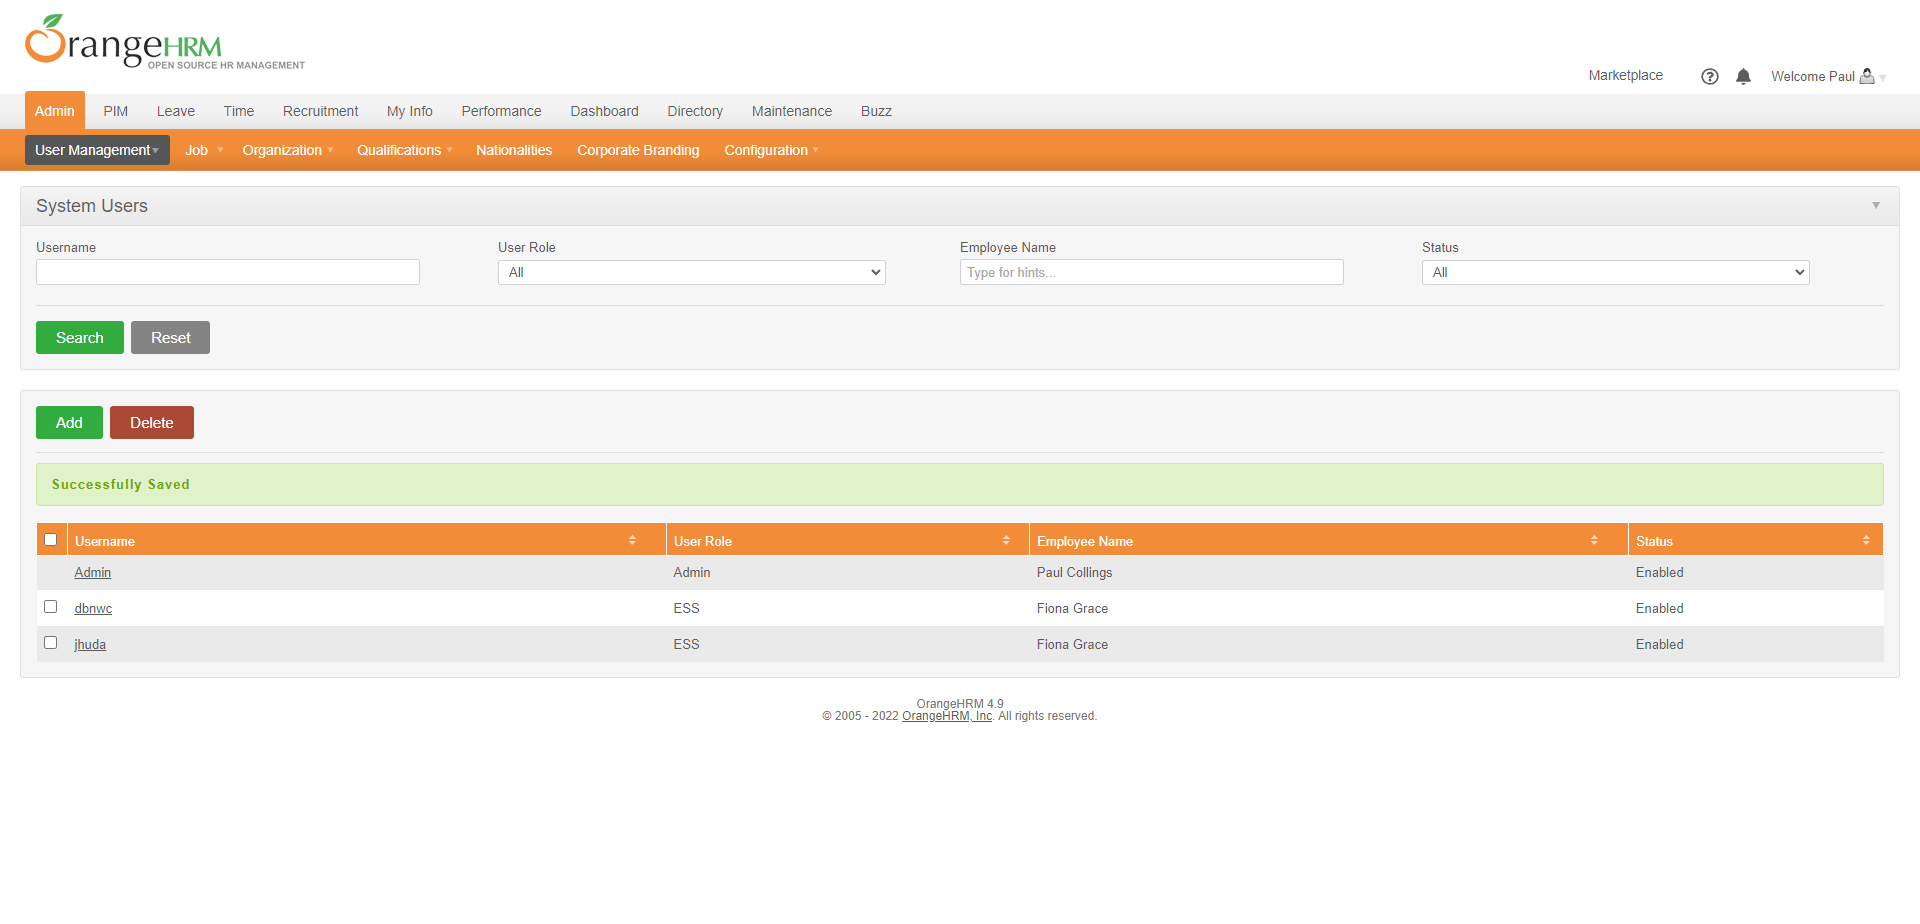 OrangeHRM
OPEN SOURCE HR MANAGEMENT
Marketplace Welcome Paul
Admin PIM Leave Time Recruitment My Info Performance Dashboard Directory Maintenance Buzz
User Management Job Organization Qualifications Nationalities Corporate Branding Configuration
System Users
Username User Role Employee Name Status
All Type for hints... All
Search Reset
Add Delete
Successfully Saved
Username User Role Employee Name Status
Admin Admin Paul Collings Enabled
dbnwc ESS Fiona Grace Enabled
jhuda ESS Fiona Grace Enabled
OrangeHRM 4.9
© 2005 - 2022 OrangeHRM, Inc. All rights reserved.